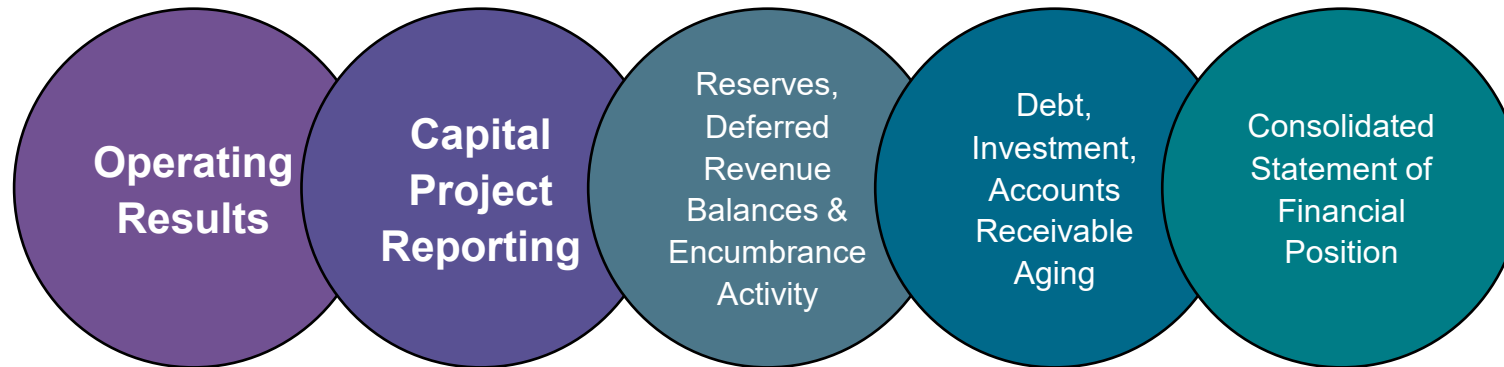 Operating
Results
Capital
Project
Reporting
Reserves,
Deferred
Revenue
Balances &
Encumbrance
Activity
Debt,
Investment,
Accounts
Receivable
Aging
Consolidated
Statement of
Financial
Position